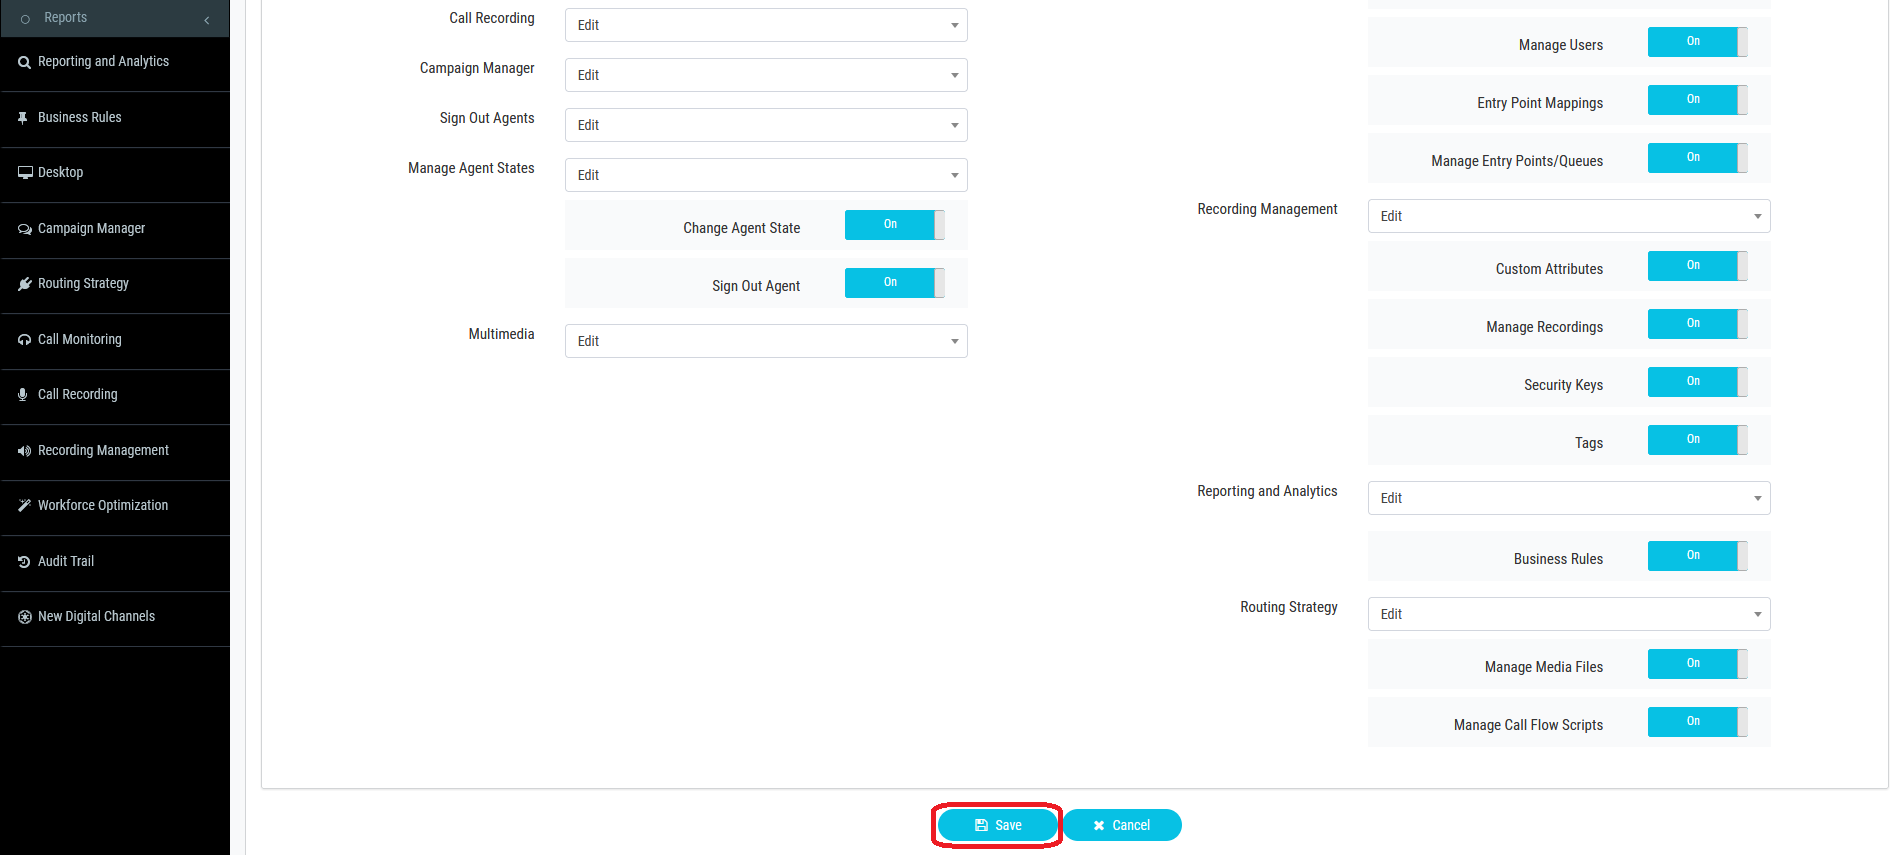 Reports
Reporting and Analytics
Business Rules
Desktop
Campaign Manager
Routing Strategy
Call Monitoring
Call Recording
Recording Management
Workforce Optimization
Audit Trail
New Digital Channels
Call Recording Edit
Campaign Manager Edit
Sign Out Agents Edit
Manage Agent States Edit
Change Agent State On
Sign Out Agent On
Multimedia Edit
Manage Users On
Entry Point Mappings On
Manage Entry Points/Queues On
Recording Management Edit
Custom Attributes On
Manage Recordings On
Security Keys On
Tags On
Reporting and Analytics Edit
Business Rules On
Routing Strategy Edit
Manage Media Files On
Manage Call Flow Scripts On
Save Cancel